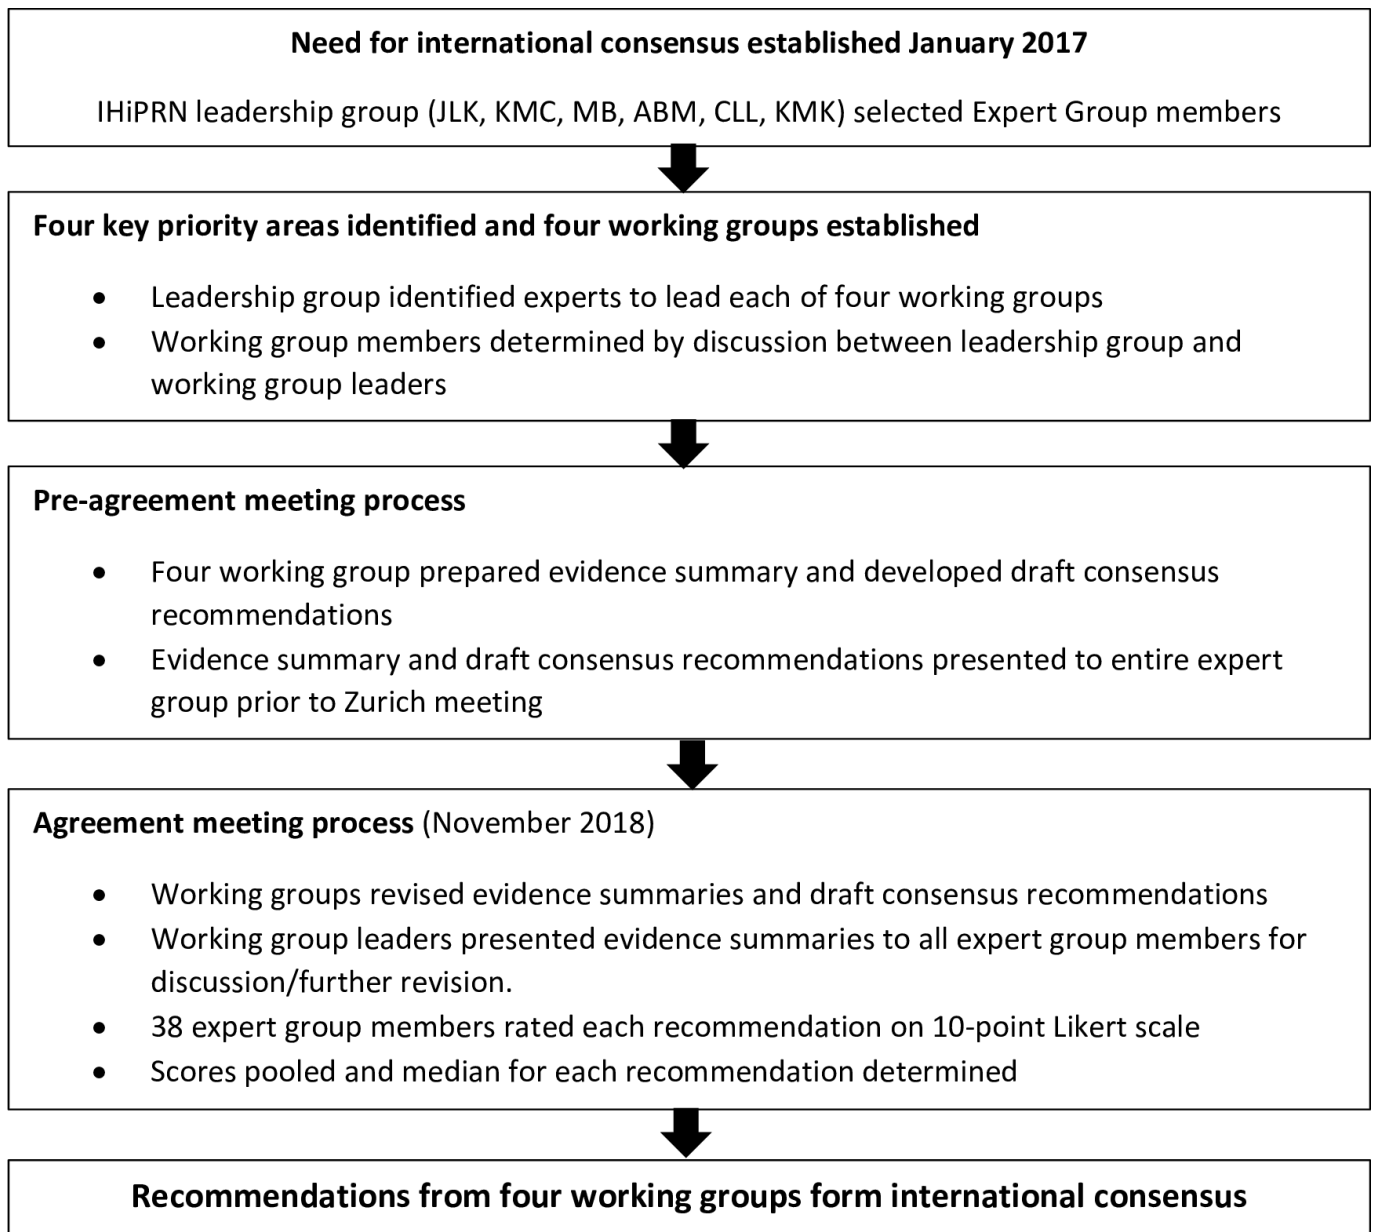 Need for international consensus established January 2017
IHiPRN leadership group (JLK, KMC, MB, ABM, CLL, KMK) selected Expert Group members
Four key priority areas identified and four working groups established
• Leadership group identified experts to lead each of four working groups
• Working group members determined by discussion between leadership group and
working group leaders
Pre-agreement meeting process
• Four working group prepared evidence summary and developed draft consensus
recommendations
• Evidence summary and draft consensus recommendations presented to entire expert
group prior to Zurich meeting
Agreement meeting process (November 2018)
• Working groups revised evidence summaries and draft consensus recommendations
• Working group leaders presented evidence summaries to all expert group members for
discussion/further revision.
• 38 expert group members rated each recommendation on 10-point Likert scale
• Scores pooled and median for each recommendation determined
Recommendations from four working groups form international consensus